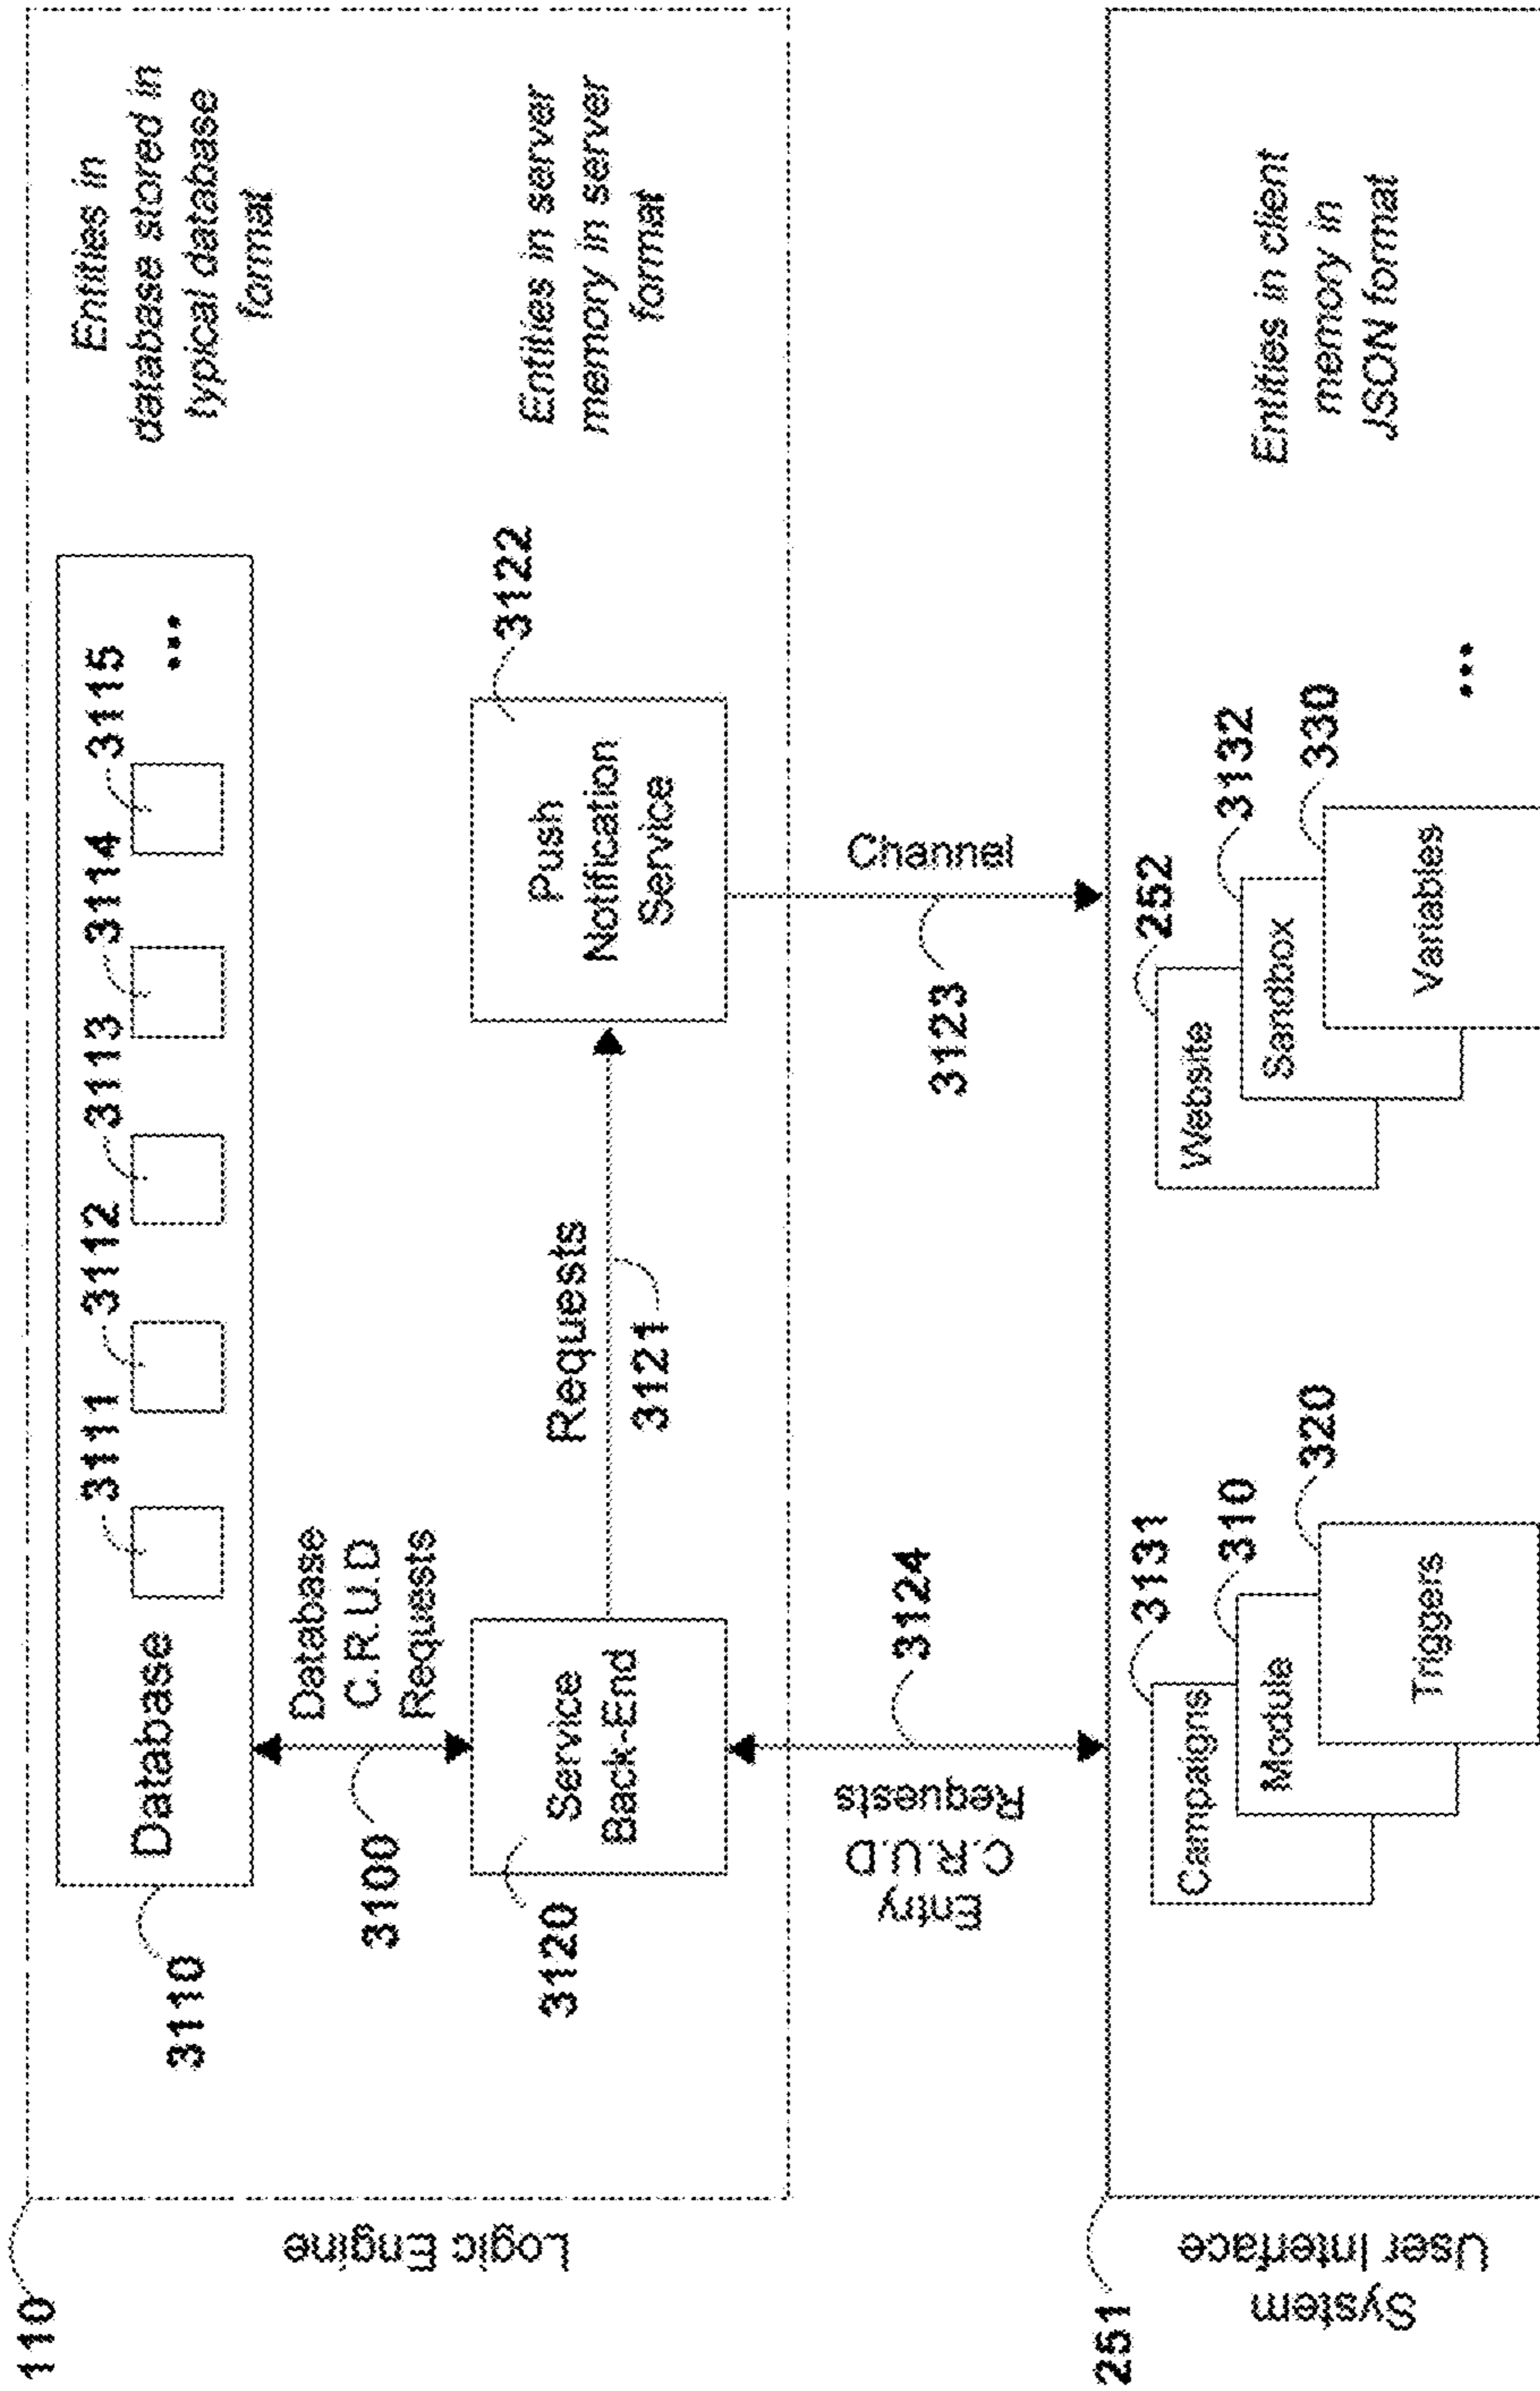 110
Logic Engine
3110
Database
3111
3112
3113
3114
3115
...
Entities in
database stored in
typical database
format
3100
Database
C.R.U.D
Requests
3120
Service
Back-End
Requests
3121
Push
Notification
Service
3122
Entities in server
memory in server
format
Entry
C.R.U.D
Requests
3124
3123
Channel
251
System
User Interface
Campaigns
3131
Module
310
Triggers
320
Website
252
Sandbox
3132
Variables
330
...
Entities in client
memory in
JSON format